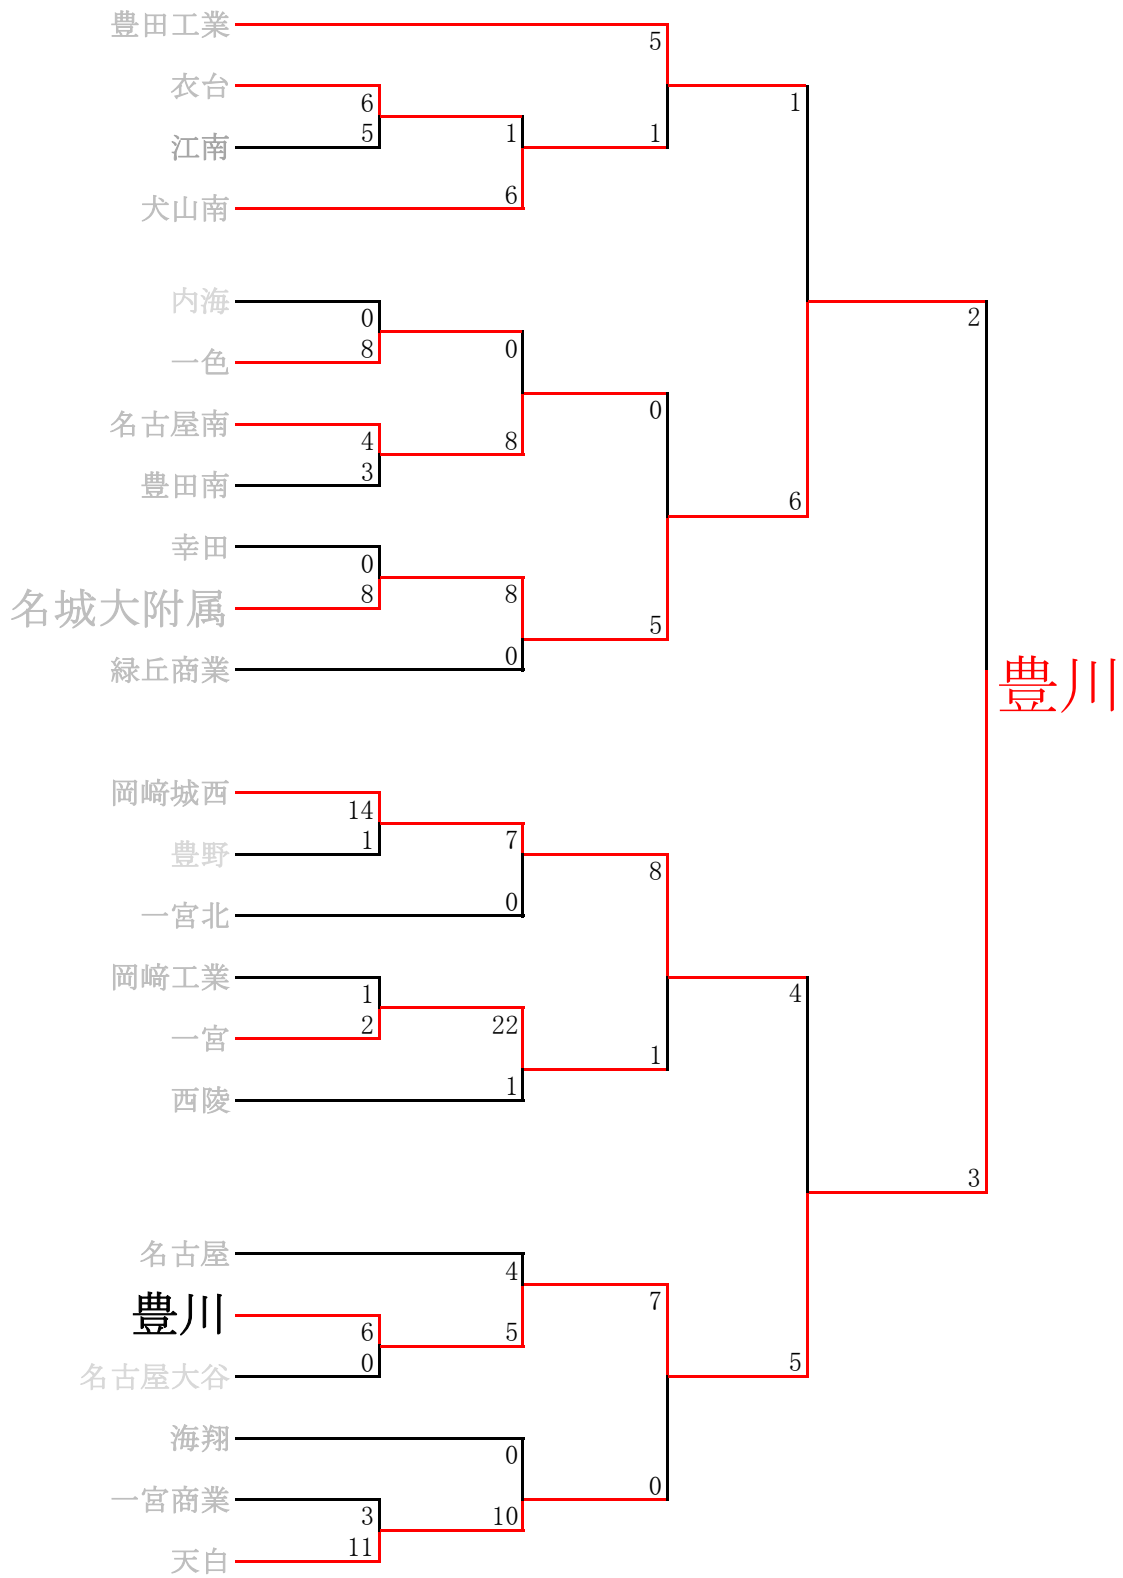 豊田工業
5
衣台
6
1
江南
5
1
1
犬山南
6
内海
0
2
一色
8
0
名古屋南
4
8
0
豊田南
3
6
幸田
0
名城大附属
8
8
5
緑丘商業
0
豊川
岡﨑城西
14
豊野
1
7
8
一宮北
0
岡﨑工業
1
4
一宮
2
22
1
西陵
1
3
名古屋
4
豊川
6
5
7
名古屋大谷
0
5
海翔
0
一宮商業
3
10
0
天白
11